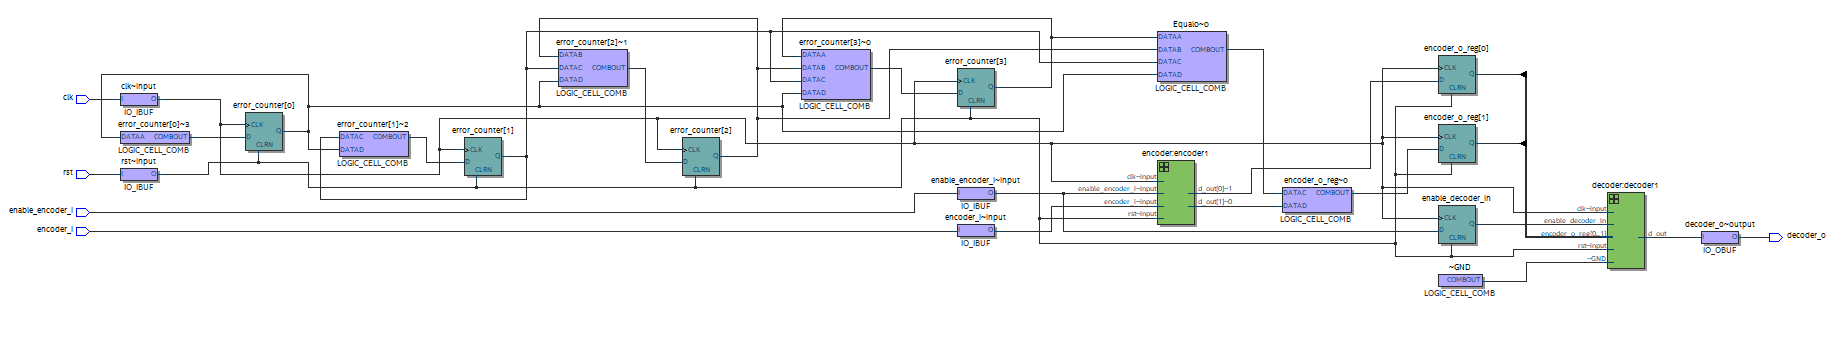 clk
clk~input
I O
IO_IBUF
error_counter[0]~3
DATAA COMBOUT
LOGIC_CELL_COMB
rst
rst~input
I O
IO_IBUF
error_counter[0]
CLK
D
Q
CLRN
error_counter[1]~2
DATAC COMBOUT
DATAD
LOGIC_CELL_COMB
error_counter[1]
CLK
D
Q
CLRN
error_counter[2]~1
DATAB
DATAC COMBOUT
DATAD
LOGIC_CELL_COMB
error_counter[2]
CLK
D
Q
CLRN
error_counter[3]~0
DATAA
DATAB COMBOUT
DATAC
DATAD
LOGIC_CELL_COMB
error_counter[3]
CLK
D
Q
CLRN
Equal0~0
DATAA
DATAB COMBOUT
DATAC
DATAD
LOGIC_CELL_COMB
enable_encoder_i
enable_encoder_i~input
I O
IO_IBUF
encoder_i
encoder_i~input
I O
IO_IBUF
encoder:encoder1
clk~input
enable_encoder_i~input
encoder_i~input
rst~input
d_out[0]~1
d_out[1]~0
encoder_o_reg~0
DATAC COMBOUT
DATAD
LOGIC_CELL_COMB
encoder_o_reg[0]
CLK
D
Q
CLRN
encoder_o_reg[1]
CLK
D
Q
CLRN
enable_decoder_in
CLK
D
Q
CLRN
~GND
COMBOUT
LOGIC_CELL_COMB
decoder:decoder1
clk~input
enable_decoder_in
encoder_o_reg[0..1]
rst~input
~GND
d_out
decoder_o~output
I O
IO_OBUF
decoder_o